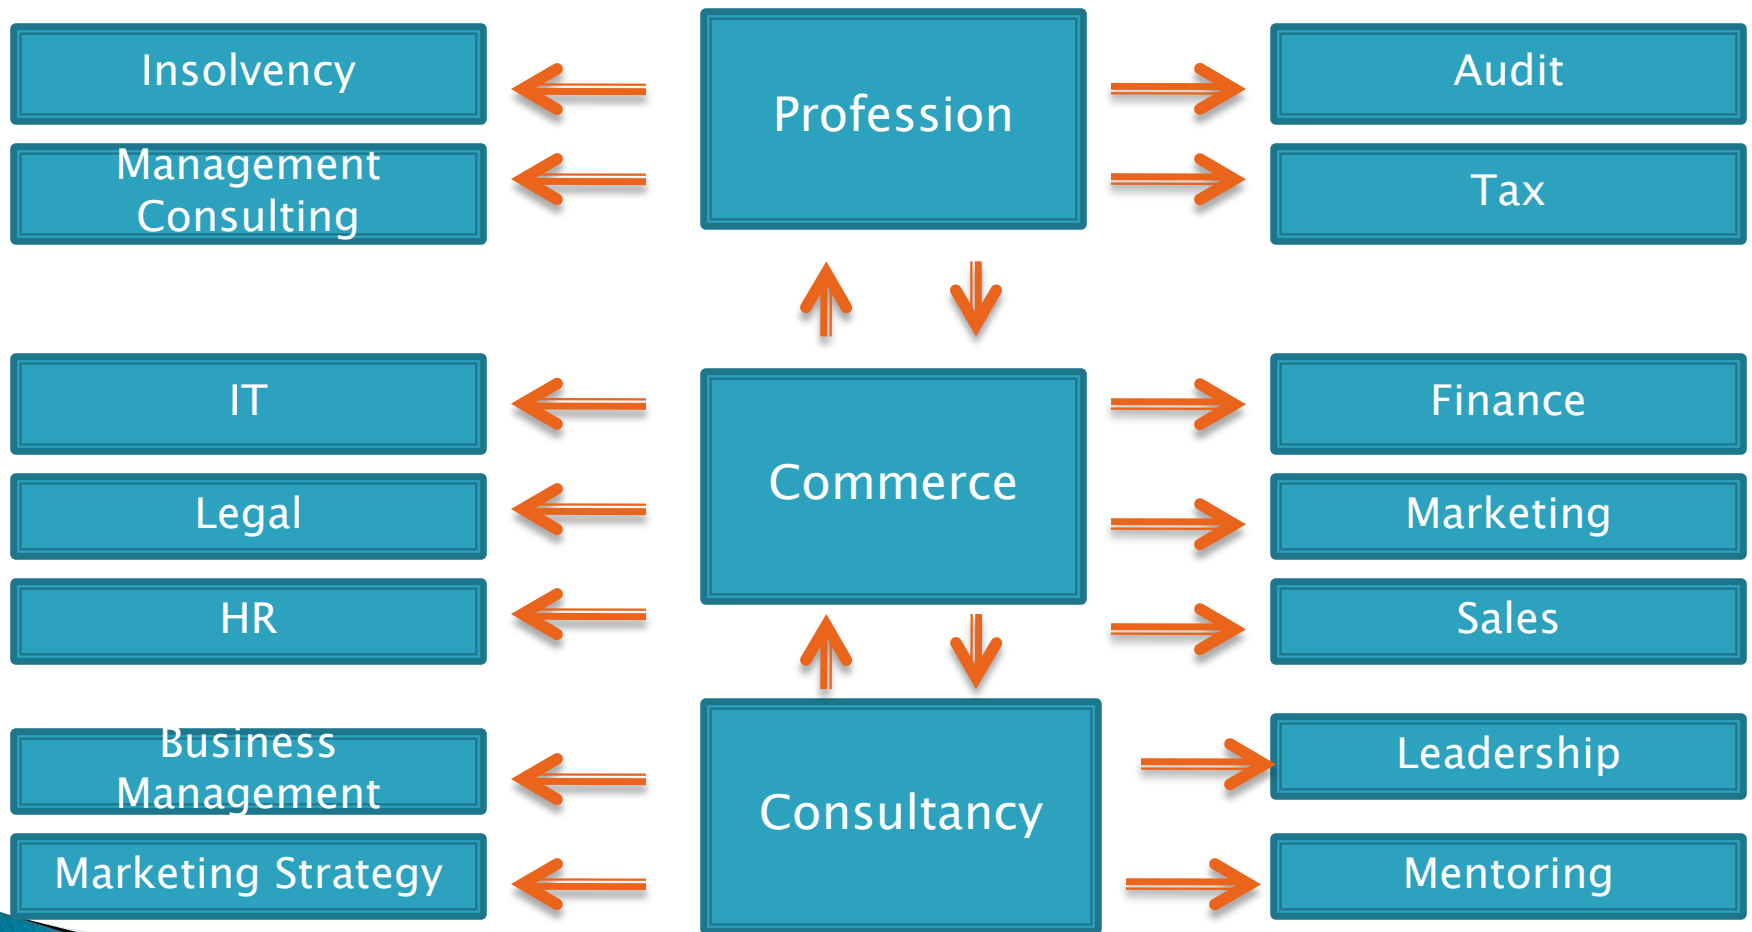 Insolvency
Profession
Audit
Management
Consulting
Tax
IT
Commerce
Finance
Legal
Marketing
HR
Sales
Business
Management
Consultancy
Leadership
Marketing Strategy
Mentoring